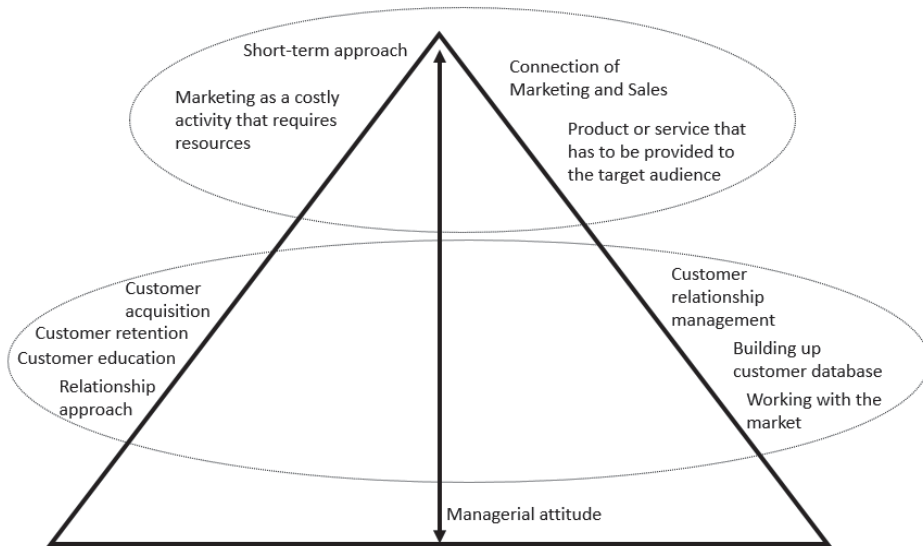 Short-term approach
Marketing as a costly
activity that requires
resources
Connection of
Marketing and Sales
Product or service that
has to be provided to
the target audience
Customer
acquisition
Customer retention
Customer education
Relationship
approach
Customer
relationship
management
Building up
customer database
Working with the
market
Managerial attitude